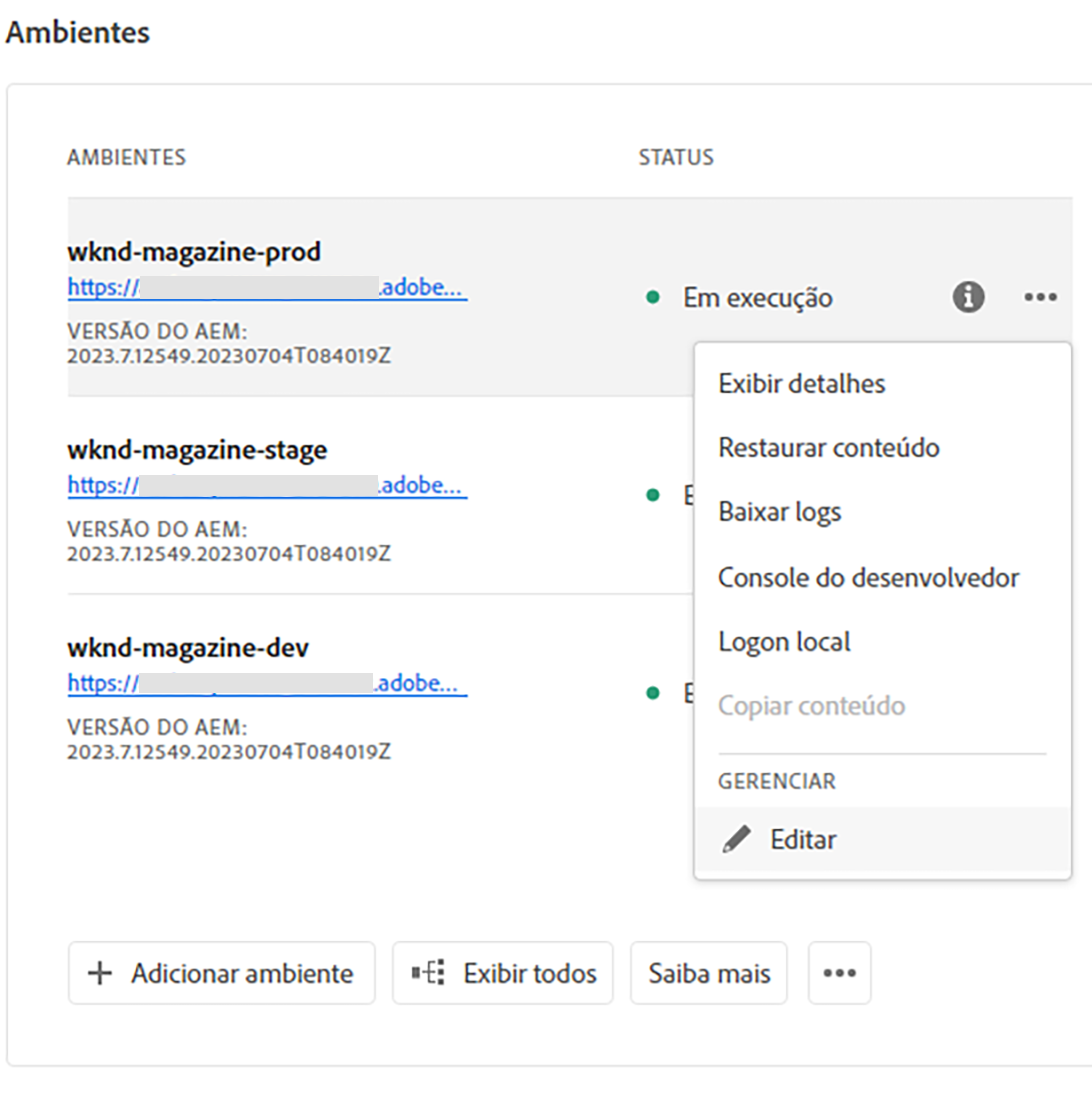 Ambientes
AMBIENTES STATUS
wknd-magazine-prod
https:// .adobe...
Em execução
VERSÃO DO AEM:
2023.7.12549.20230704T084019Z
Exibir detalhes
Restaurar conteúdo
Baixar logs
Console do desenvolvedor
Logon local
Copiar conteúdo
GERENCIAR
Editar
wknd-magazine-stage
https:// .adobe...
E
VERSÃO DO AEM:
2023.7.12549.20230704T084019Z
wknd-magazine-dev
https:// .adobe...
E
VERSÃO DO AEM:
2023.7.12549.20230704T084019Z
Adicionar ambiente Exibir todos Saiba mais